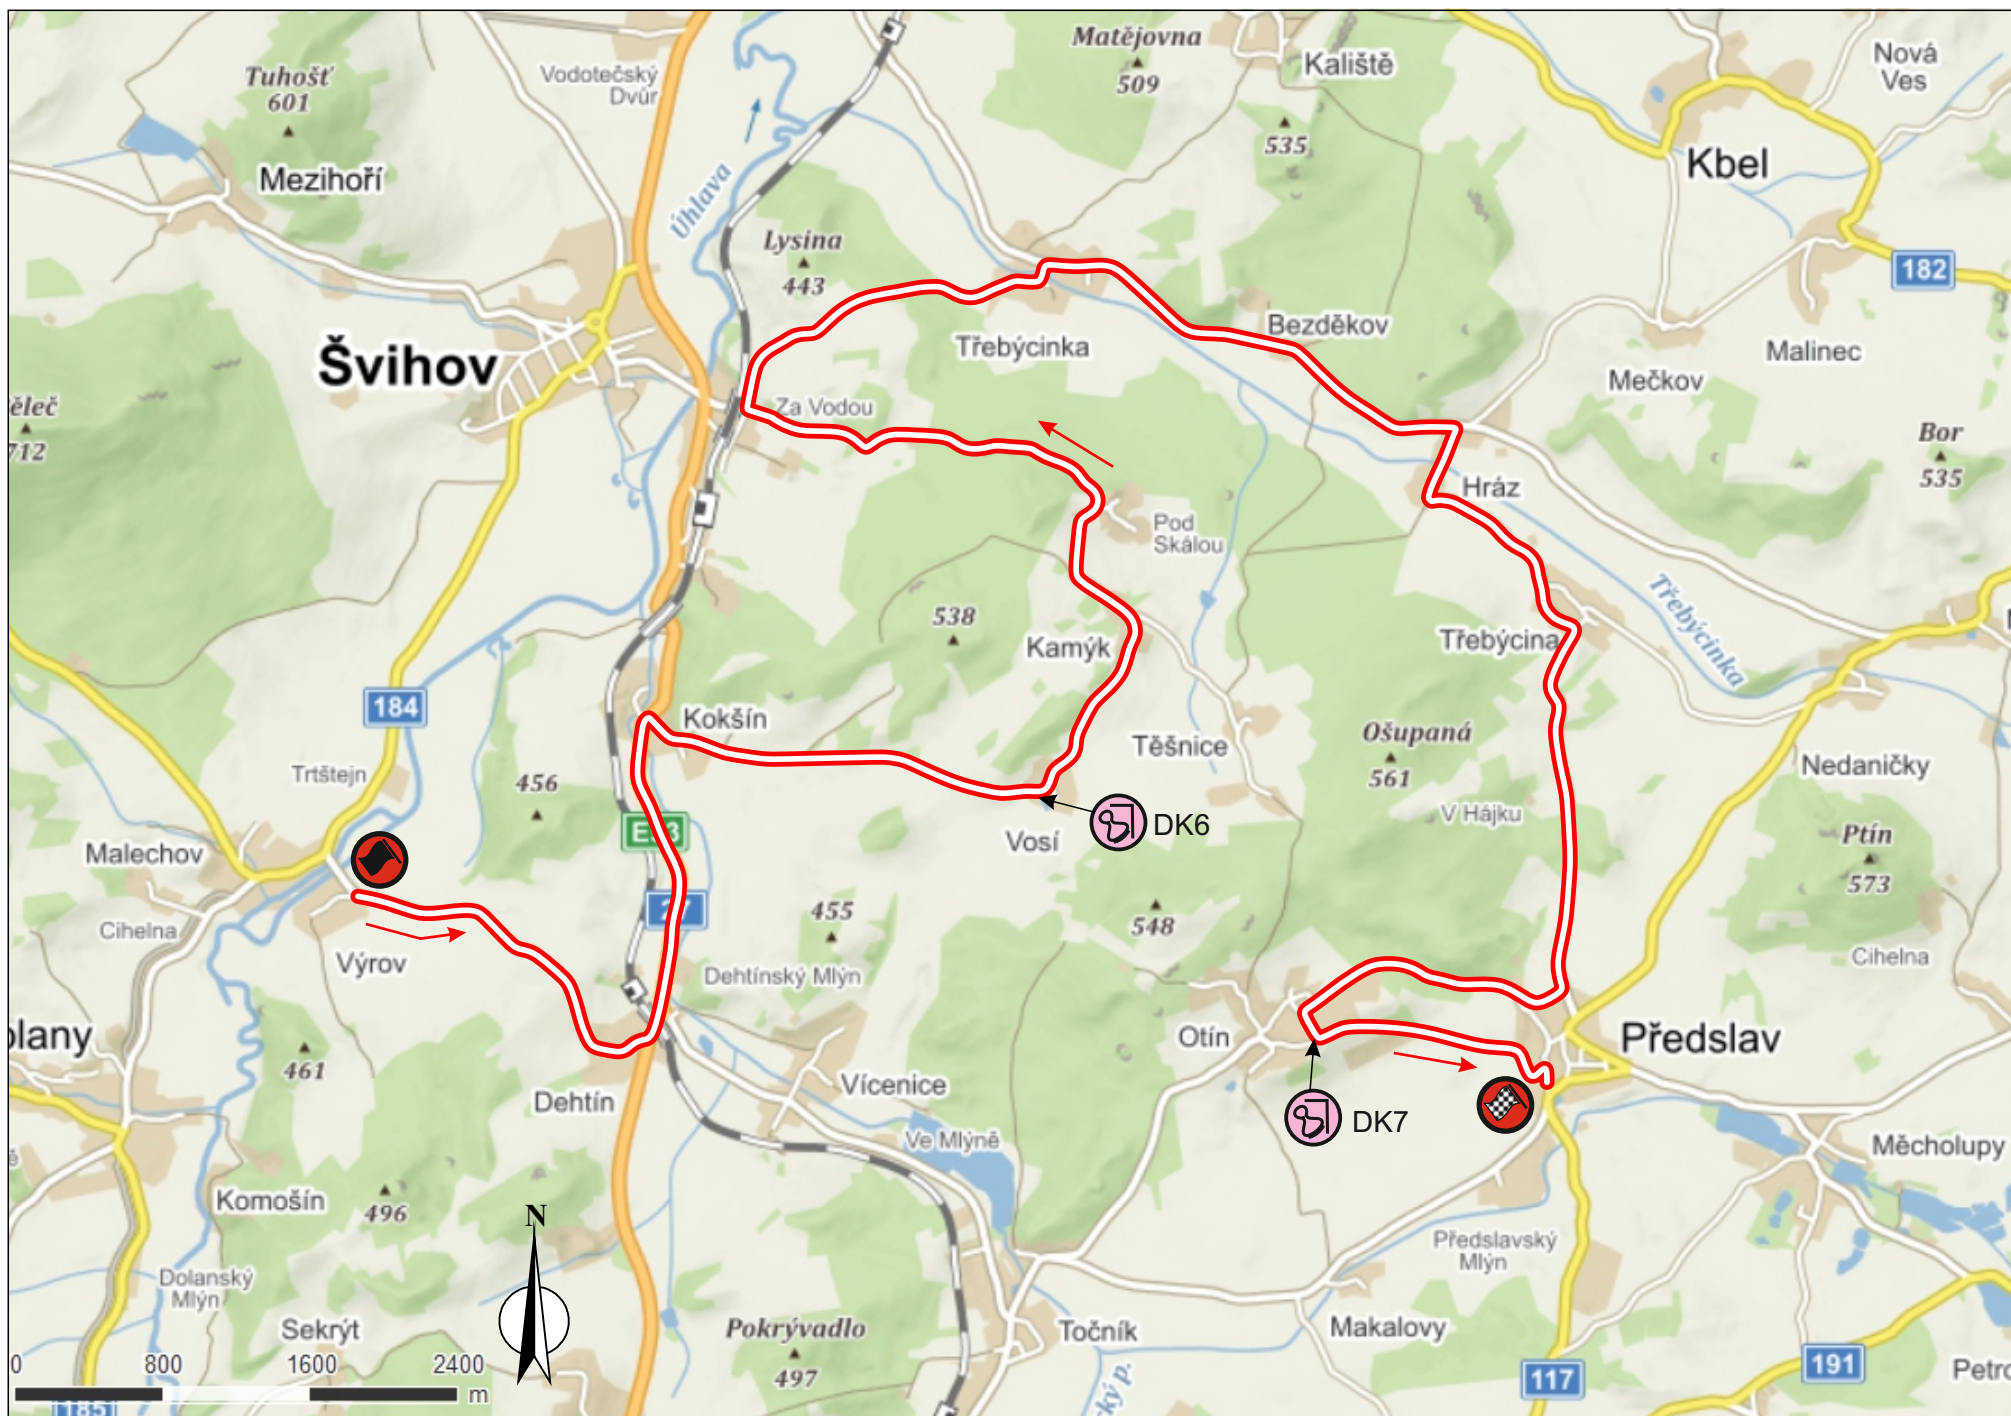 Tuhošť
601
Vodotečský
Dvůr
Matějovna
509
Kaliště
Nová
Ves
535
Mezihoří
Kbel
Úhlava
Lysina
443
182
Třebýcinka
Bezděkov
Malinec
Švihov
Mečkov
Za Vodou
712
Bor
535
Hráz
Pod
Skálou
538
Kamýk
Třebýcina
Třebýcinka
184
Kokšín
Těšnice
Ošupaná
561
Nedaničky
Trtštejn
456
V Hájku
DK6
Vosí
Malechov
Ptín
573
27
455
548
Cihelna
Výrov
Dehtínský Mlýn
Cihelna
Otín
Předslav
461
Dehtín
Vícenice
DK7
Ve Mlýně
Měcholupy
Komošín
496
N
Předslavský
Mlýn
Dolanský
Mlýn
Sekrýt
Pokrývadlo
497
Točník
Makalovy
0 800 1600 2400
m
117
191
185